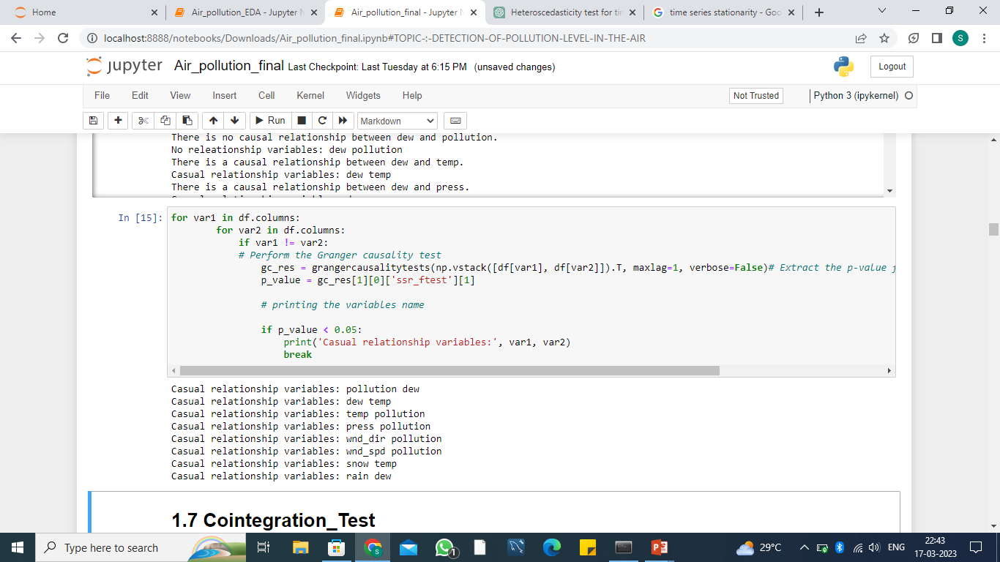 Home
Air_pollution_EDA - Jupyter N
Air_pollution_final - Jupyter N
Heteroscedasticity test for tim
time series stationarity - Goo
localhost:8888/notebooks/Downloads/Air_pollution_final.ipynb#TOPIC-:-DETECTION-OF-POLLUTION-LEVEL-IN-THE-AIR
S
jupyter Air_pollution_final Last Checkpoint: Last Tuesday at 6:15 PM (unsaved changes)
Logout
File Edit View Insert Cell Kernel Widgets Help
Not Trusted
Python 3 (ipykernel)
Run
Markdown
There is no causal relationship between dew and pollution.
No releationship variables: dew pollution
There is a causal relationship between dew and temp.
Casual relationship variables: dew temp
There is a causal relationship between dew and press.
In [15]:
for var1 in df.columns:
for var2 in df.columns:
if var1 != var2:
# Perform the Granger causality test
gc_res = grangercausalitytests(np.vstack([df[var1], df[var2]]).T, maxlag=1, verbose=False)# Extract the p-value
p_value = gc_res[1][0]['ssr_ftest'][1]
# printing the variables name
if p_value < 0.05:
print('Casual relationship variables:', var1, var2)
break
Casual relationship variables: pollution dew
Casual relationship variables: dew temp
Casual relationship variables: temp pollution
Casual relationship variables: press pollution
Casual relationship variables: wnd_dir pollution
Casual relationship variables: wnd_spd pollution
Casual relationship variables: snow temp
Casual relationship variables: rain dew
1.7 Cointegration_Test
Type here to search
1
29°C
ENG
22:43
17-03-2023